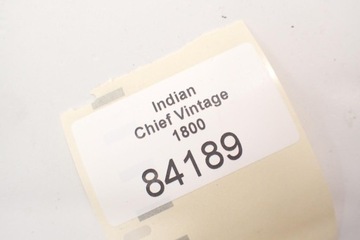 Indian
Chief Vintage
1800
84189